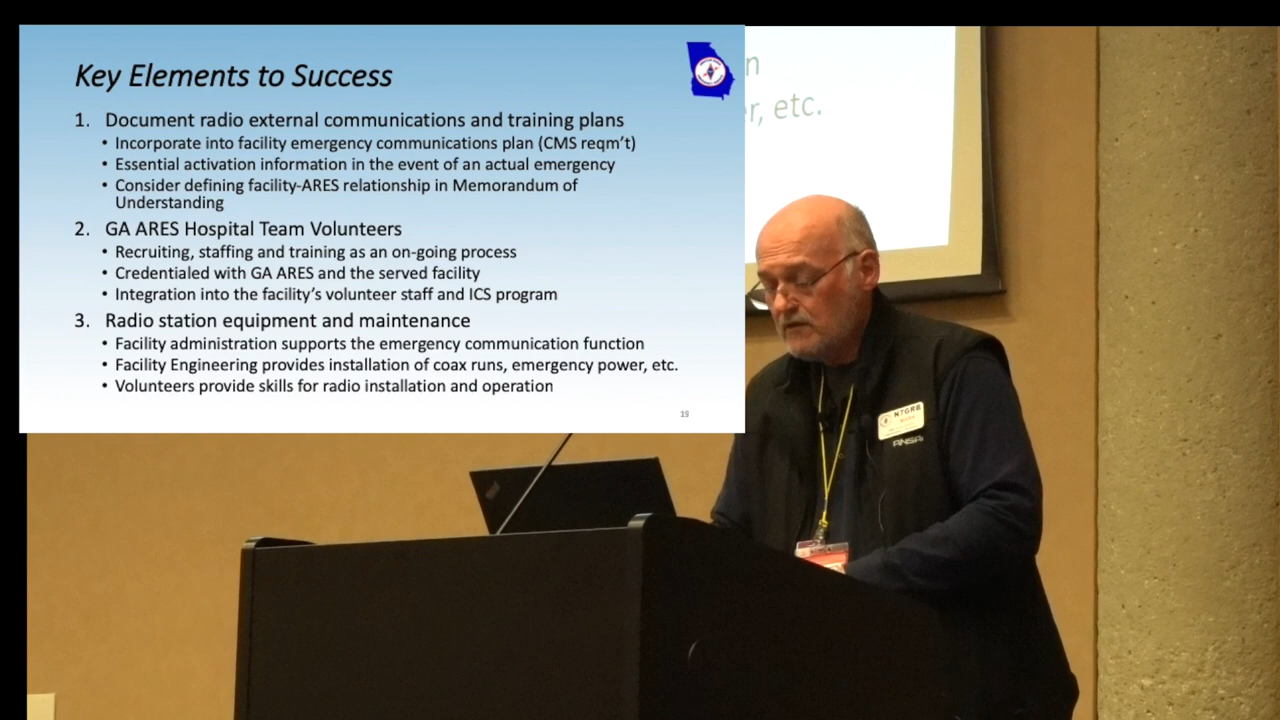 Key Elements to Success
1. Document radio external communications and training plans
• Incorporate into facility emergency communications plan (CMS reqm't)
• Essential activation information in the event of an actual emergency
• Consider defining facility-ARES relationship in Memorandum of
Understanding
2. GA ARES Hospital Team Volunteers
• Recruiting, staffing and training as an on-going process
• Credentialed with GA ARES and the served facility
• Integration into the facility's volunteer staff and ICS program
3. Radio station equipment and maintenance
• Facility administration supports the emergency communication function
• Facility Engineering provides installation of coax runs, emergency power, etc.
• Volunteers provide skills for radio installation and operation
19
n
r, etc.
N7GRB